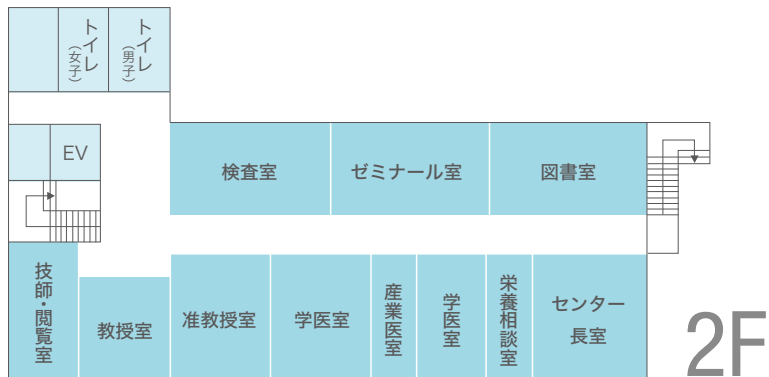 トイレ
（女子）
トイレ
（男子）
EV
検査室
ゼミナール室
図書室
技師・閲覧室
教授室
准教授室
学医室
産業医室
学医室
栄養相談室
センター
長室
2F